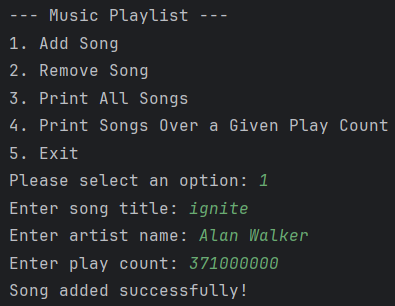 --- Music Playlist ---
1. Add Song
2. Remove Song
3. Print All Songs
4. Print Songs Over a Given Play Count
5. Exit
Please select an option: 1
Enter song title: ignite
Enter artist name: Alan Walker
Enter play count: 371000000
Song added successfully!